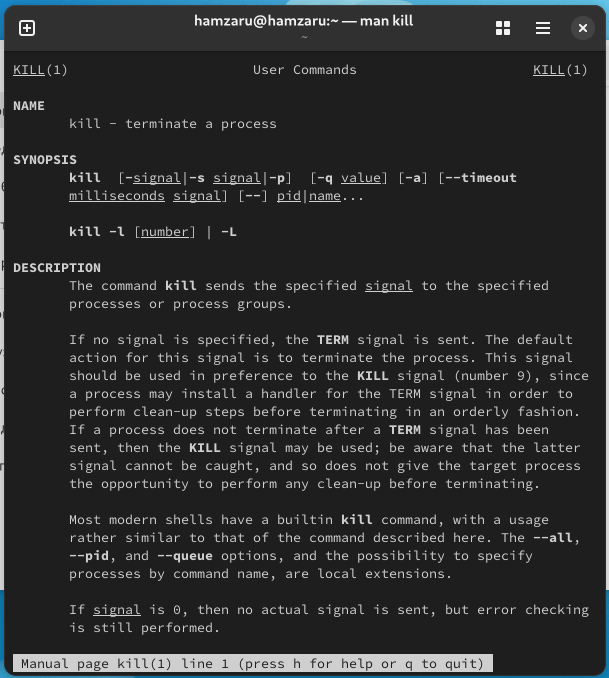 hamzaru@hamzaru:~ — man kill
~
KILL(1) User Commands KILL(1)
NAME
kill - terminate a process
SYNOPSIS
kill [-signal|-s signal|-p] [-q value] [-a] [--timeout
milliseconds signal] [--] pid|name...
kill -l [number] | -L
DESCRIPTION
The command kill sends the specified signal to the specified
processes or process groups.
If no signal is specified, the TERM signal is sent. The default
action for this signal is to terminate the process. This signal
should be used in preference to the KILL signal (number 9), since
a process may install a handler for the TERM signal in order to
perform clean-up steps before terminating in an orderly fashion.
If a process does not terminate after a TERM signal has been
sent, then the KILL signal may be used; be aware that the latter
signal cannot be caught, and so does not give the target process
the opportunity to perform any clean-up before terminating.
Most modern shells have a builtin kill command, with a usage
rather similar to that of the command described here. The --all,
--pid, and --queue options, and the possibility to specify
processes by command name, are local extensions.
If signal is 0, then no actual signal is sent, but error checking
is still performed.
Manual page kill(1) line 1 (press h for help or q to quit)